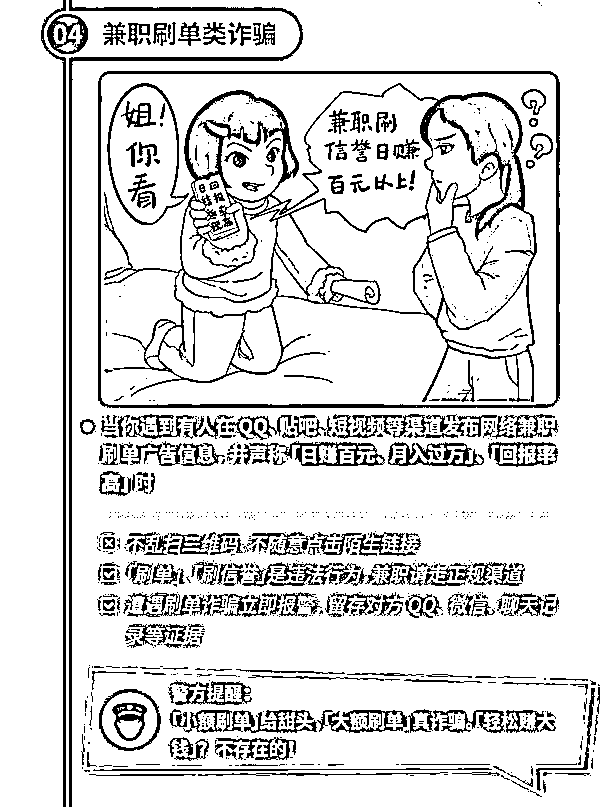 04 兼职刷单类诈骗
姐!
你
看
兼职刷
信誉日赚
百元以上!
当你遇到有人在QQ、贴吧、短视频等渠道发布网络兼职
刷单广告信息，并声称「日赚百元、月入过万」、「回报率
高」时
不乱扫二维码、不随意点击陌生链接
「刷单」、「刷信誉」是违法行为，兼职请走正规渠道
遭遇刷单诈骗立即报警，留存对方QQ、微信、聊天记
录等证据
警方提醒：
「小额刷单」给甜头，「大额刷单」真诈骗，「轻松赚大
钱」？不存在的！